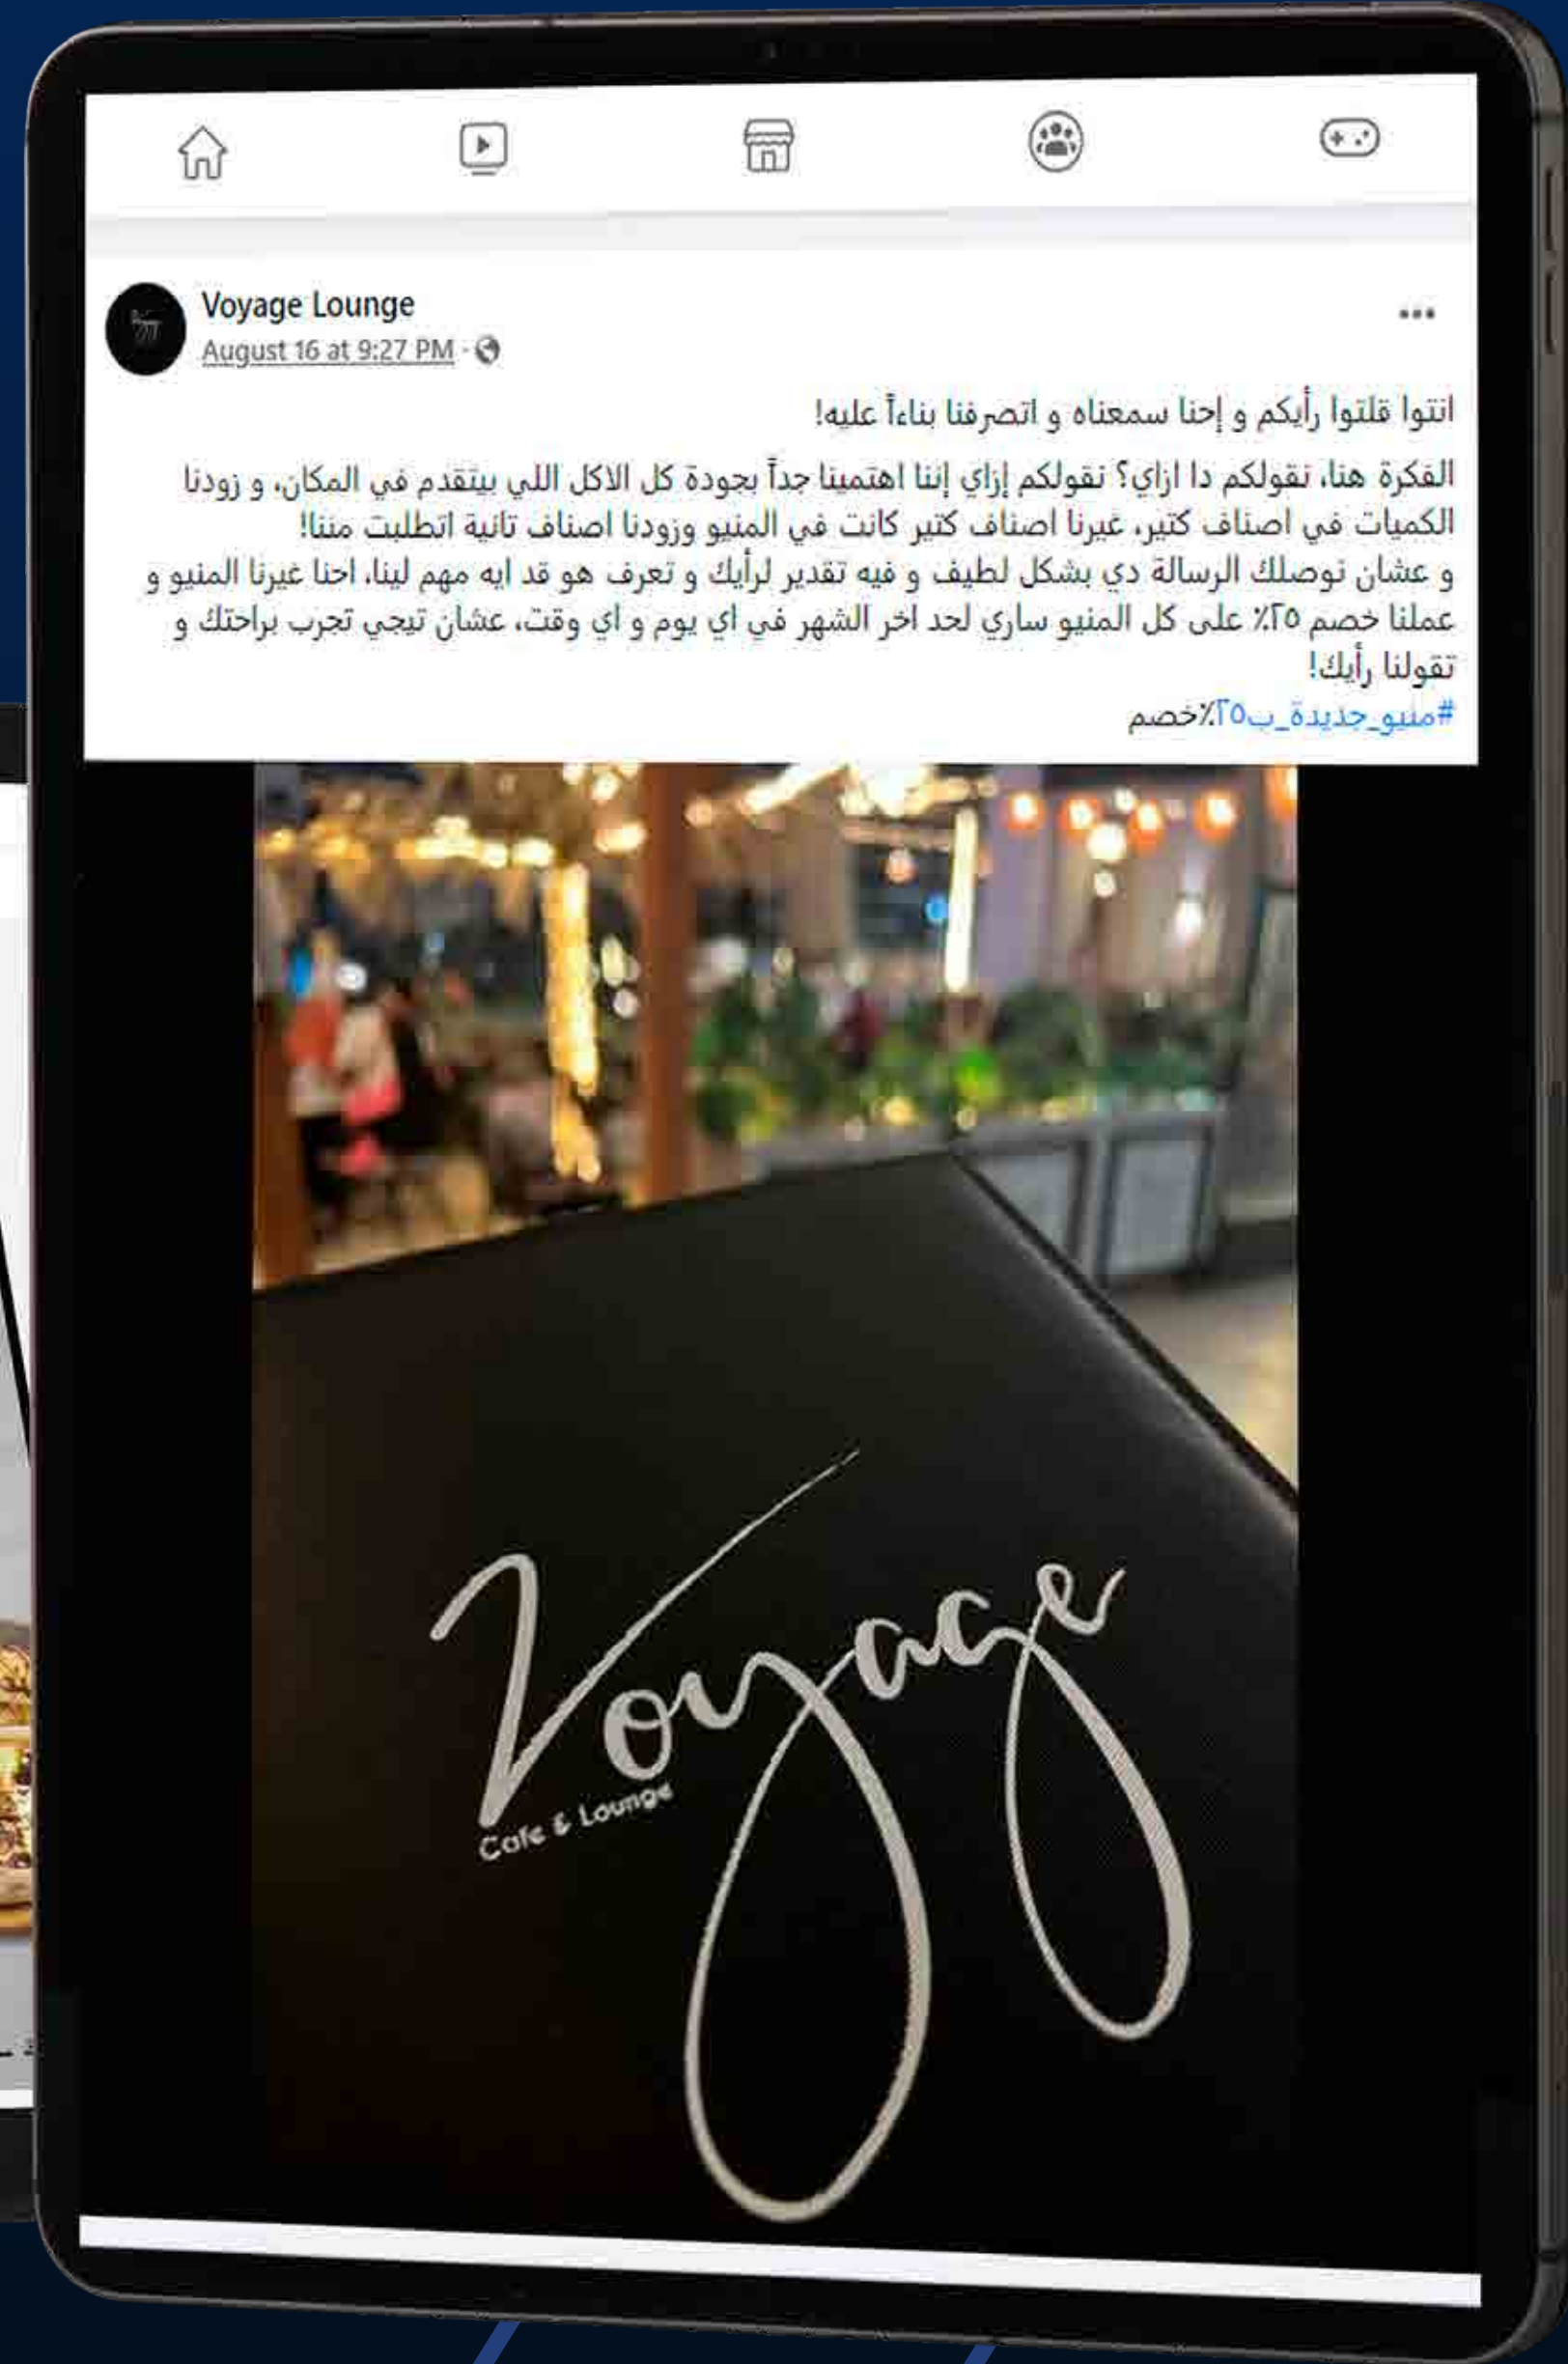 Voyage Lounge
August 16 at 9:27 PM
انتوا قلتوا رأيكم و إحنا سمعناه و اتصرفنا بناءاً عليه!
الفكرة هنا، نقولكم دا ازاي؟ نقولكم إزاي إننا اهتمينا جداً بجودة كل الاكل اللي بيتقدم في المكان، و زودنا
الكميات في اصناف كتير، غيرنا اصناف كتير كانت في المنيو وزودنا اصناف تانية اتطلبت مننا!
و عشان نوصلك الرسالة دي بشكل لطيف و فيه تقدير لرأيك و تعرف هو قد ايه مهم لينا، احنا غيرنا المنيو و
عملنا خصم ٢٥٪ على كل المنيو ساري لحد اخر الشهر في اي يوم و اي وقت، عشان تيجي تجرب براحتك و
تقولنا رأيك!
#منيو_جديدة_ب٢٥٪خصم
Voyage
Cafe & Lounge